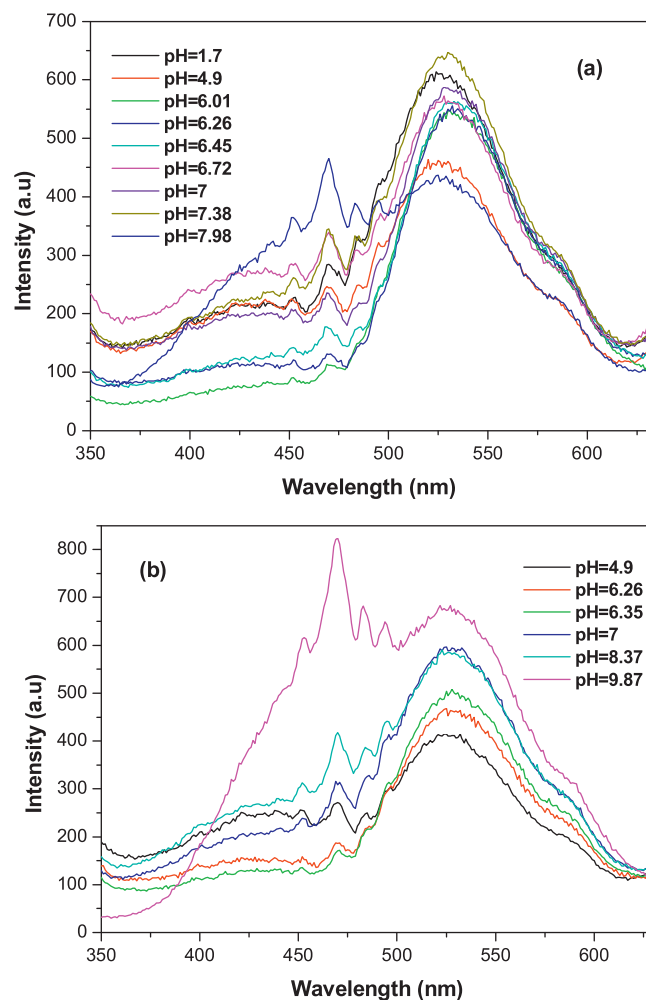 700
600
500
400
300
200
100
0
pH=1.7
pH=4.9
pH=6.01
pH=6.26
pH=6.45
pH=6.72
pH=7
pH=7.38
pH=7.98
(a)
Intensity (a.u)
350 400 450 500 550 600
Wavelength (nm)
800
700
600
500
400
300
200
100
0
(b)
pH=4.9
pH=6.26
pH=6.35
pH=7
pH=8.37
pH=9.87
Intensity (a.u)
350 400 450 500 550 600
Wavelength (nm)